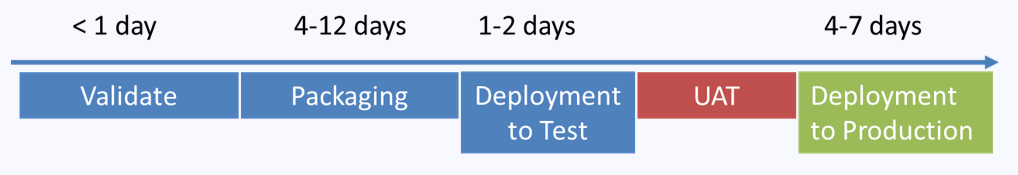 < 1 day 4-12 days 1-2 days 4-7 days
Validate Packaging Deployment UAT Deployment
to Test to Production